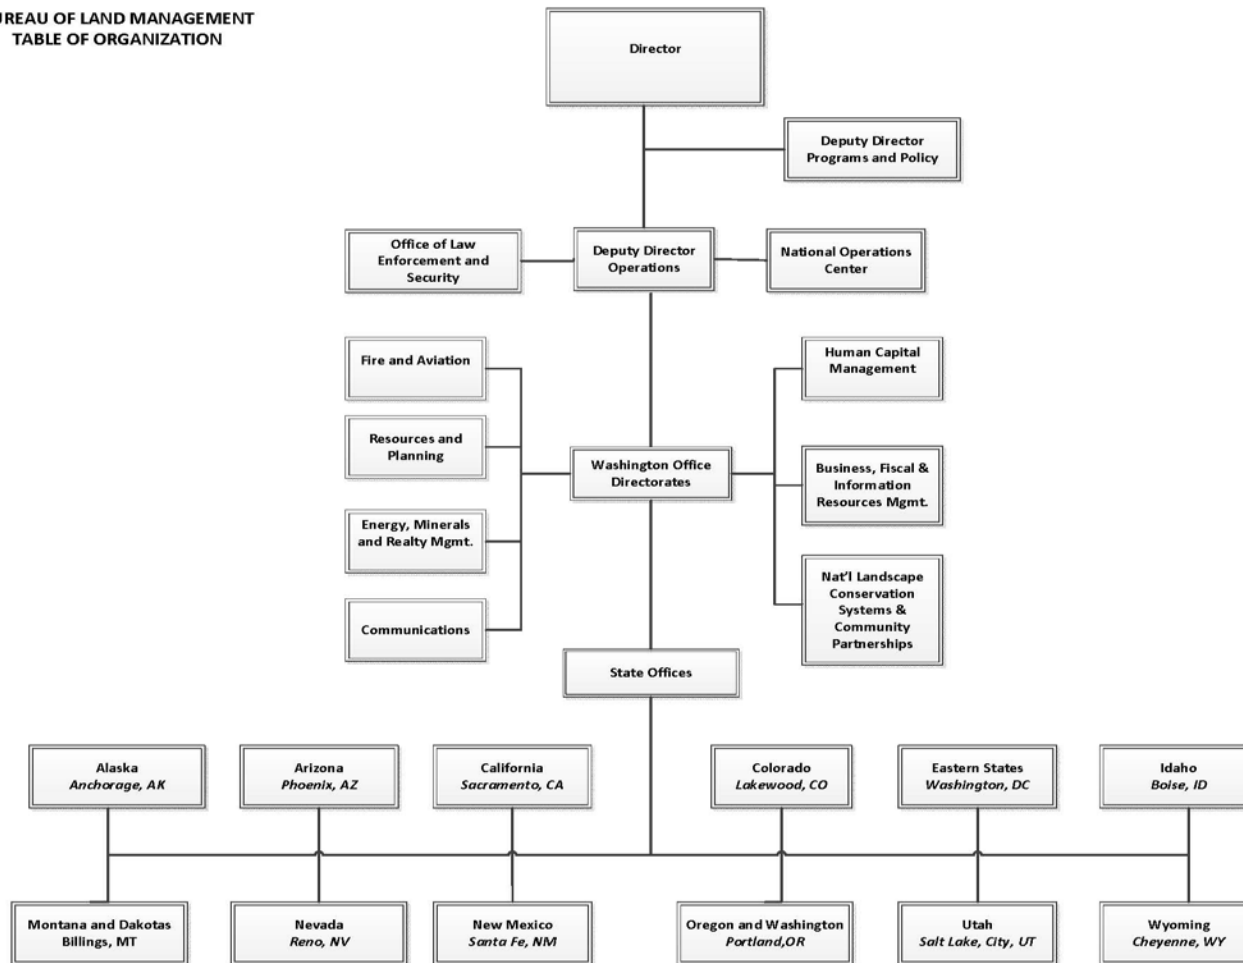 UREAU OF LAND MANAGEMENT
TABLE OF ORGANIZATION
Director
Deputy Director
Programs and Policy
Office of Law
Enforcement and
Security
Deputy Director
Operations
National Operations
Center
Fire and Aviation
Human Capital
Management
Resources and
Planning
Washington Office
Directorates
Business, Fiscal &
Information
Resources Mgmt.
Energy, Minerals
and Realty Mgmt.
Nat'l Landscape
Conservation
Systems &
Community
Partnerships
Communications
State Offices
Alaska
Anchorage, AK
Arizona
Phoenix, AZ
California
Sacramento, CA
Colorado
Lakewood, CO
Eastern States
Washington, DC
Idaho
Boise, ID
Montana and Dakotas
Billings, MT
Nevada
Reno, NV
New Mexico
Santa Fe, NM
Oregon and Washington
Portland,OR
Utah
Salt Lake, City, UT
Wyoming
Cheyenne, WY